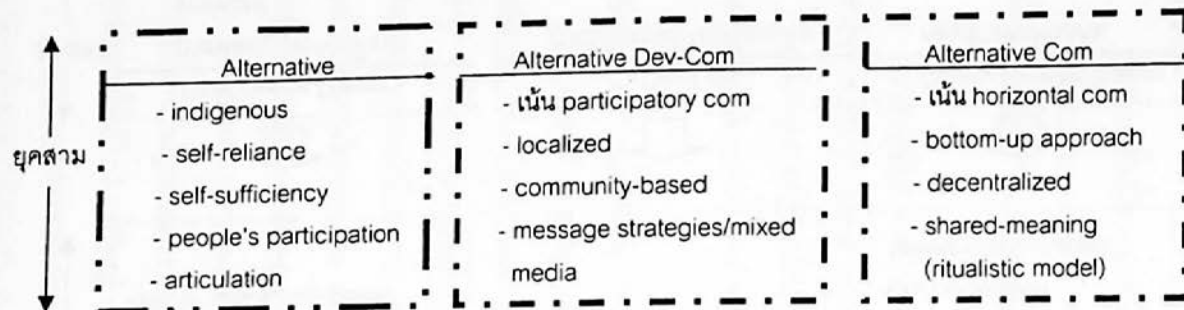 ยุคสาม
Alternative
- indigenous
- self-reliance
- self-sufficiency
- people's participation
- articulation
Alternative Dev-Com
- เน้น participatory com
- localized
- community-based
- message strategies/mixed
media
Alternative Com
- เน้น horizontal com
- bottom-up approach
- decentralized
- shared-meaning
(ritualistic model)